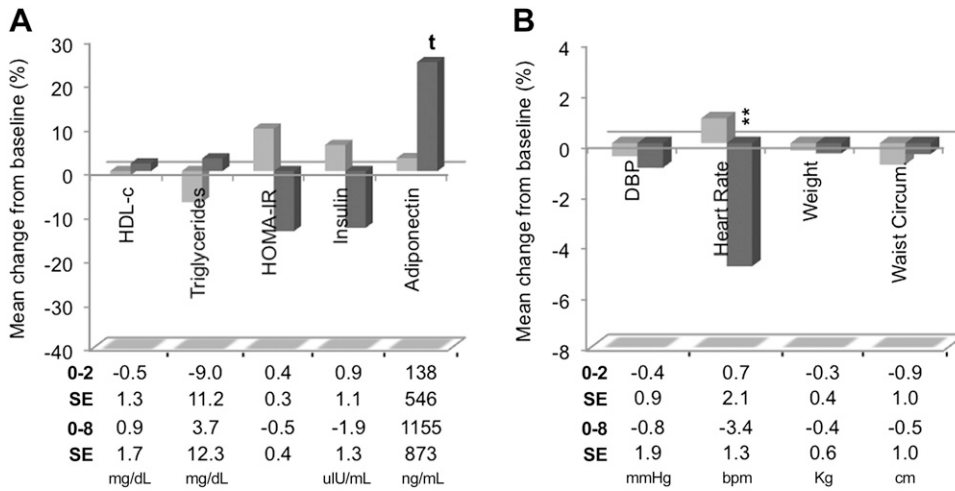 A
Mean change from baseline (%)
30
20
10
0
-10
-20
-30
-40
t
HDL-c
Triglycerides
HOMA-IR
Insulin
Adiponectin
0-2 -0.5 -9.0 0.4 0.9 138
SE 1.3 11.2 0.3 1.1 546
0-8 0.9 3.7 -0.5 -1.9 1155
SE 1.7 12.3 0.4 1.3 873
mg/dL mg/dL uIU/mL ng/mL
B
Mean change from baseline (%)
4
2
0
-2
-4
-6
-8
**
DBP
Heart Rate
Weight
Waist Circum
0-2 -0.4 0.7 -0.3 -0.9
SE 0.9 2.1 0.4 1.0
0-8 -0.8 -3.4 -0.4 -0.5
SE 1.9 1.3 0.6 1.0
mmHg bpm Kg cm